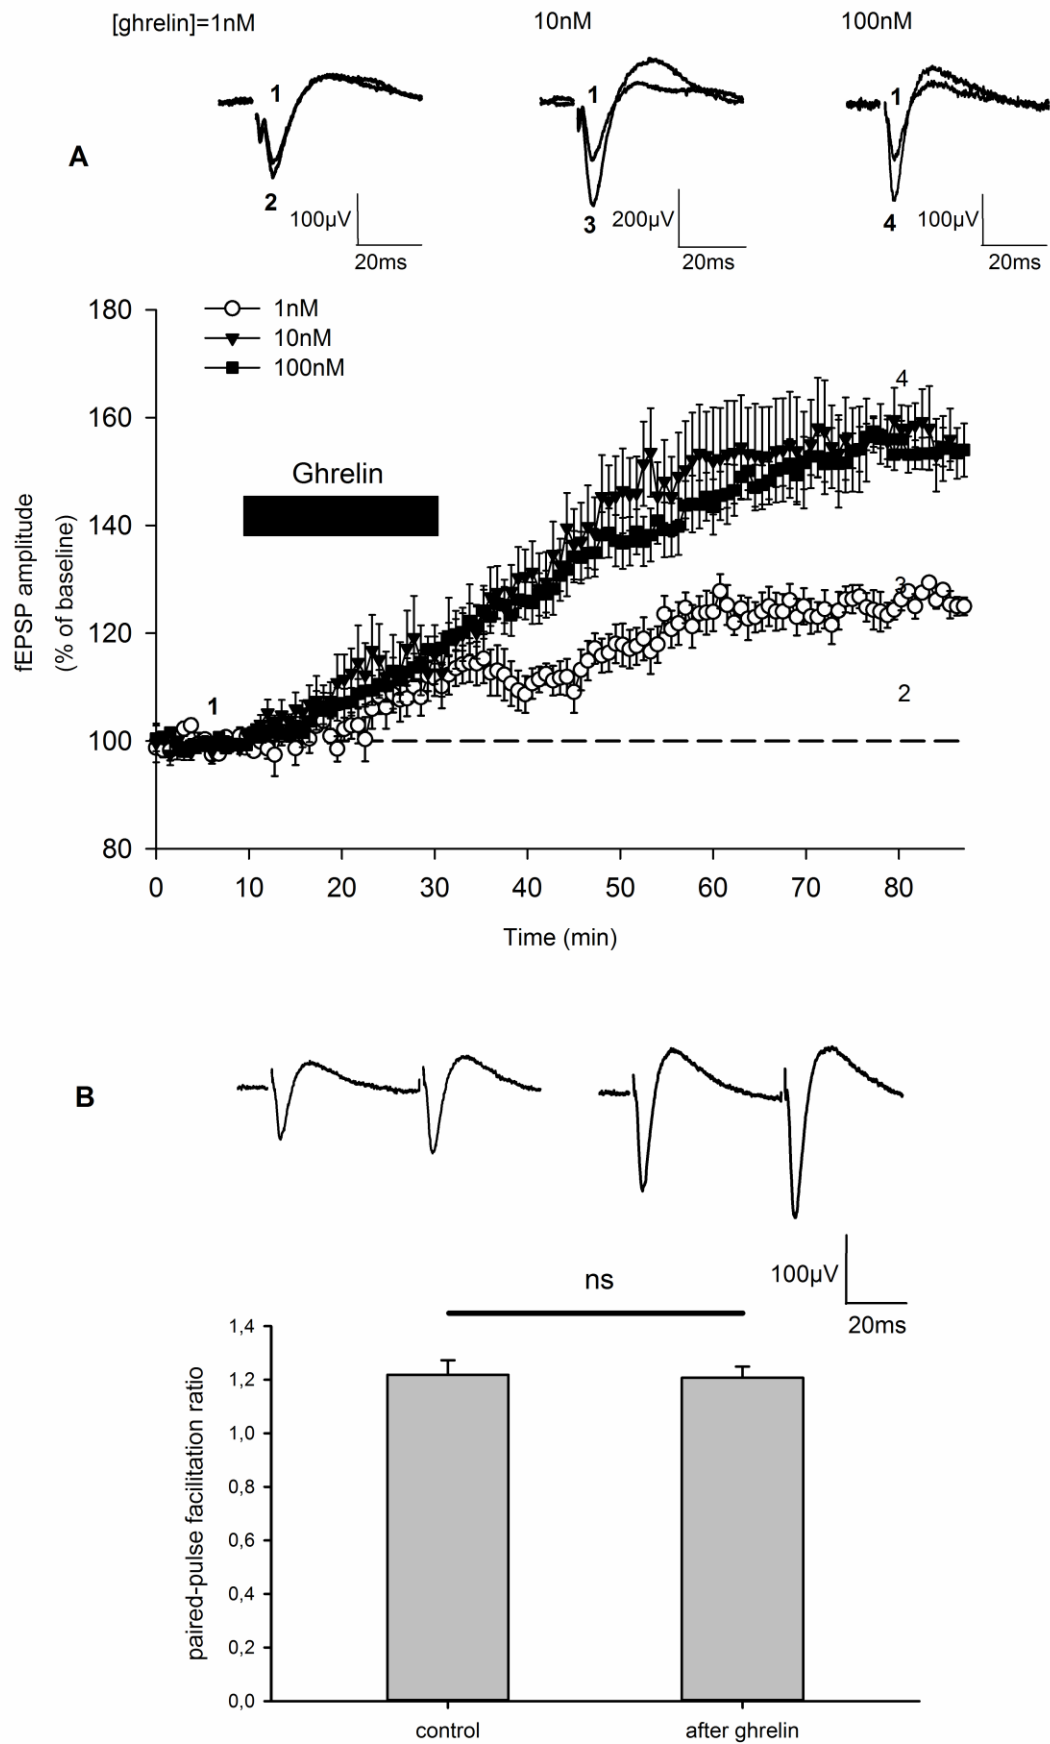 [ghrelin]=1nM 10nM 100nM
1 1 1
A
2 3 4
100µV 200µV 100µV
20ms 20ms 20ms
180
1nM
10nM
100nM
4
160
Ghrelin
140
fEPSP amplitude
(% of baseline)
120
3
2
1
100
80
0 10 20 30 40 50 60 70 80
Time (min)
B
100µV
20ms
ns
1,4
1,2
1,0
0,8
0,6
0,4
0,2
0,0
paired-pulse facilitation ratio
control after ghrelin